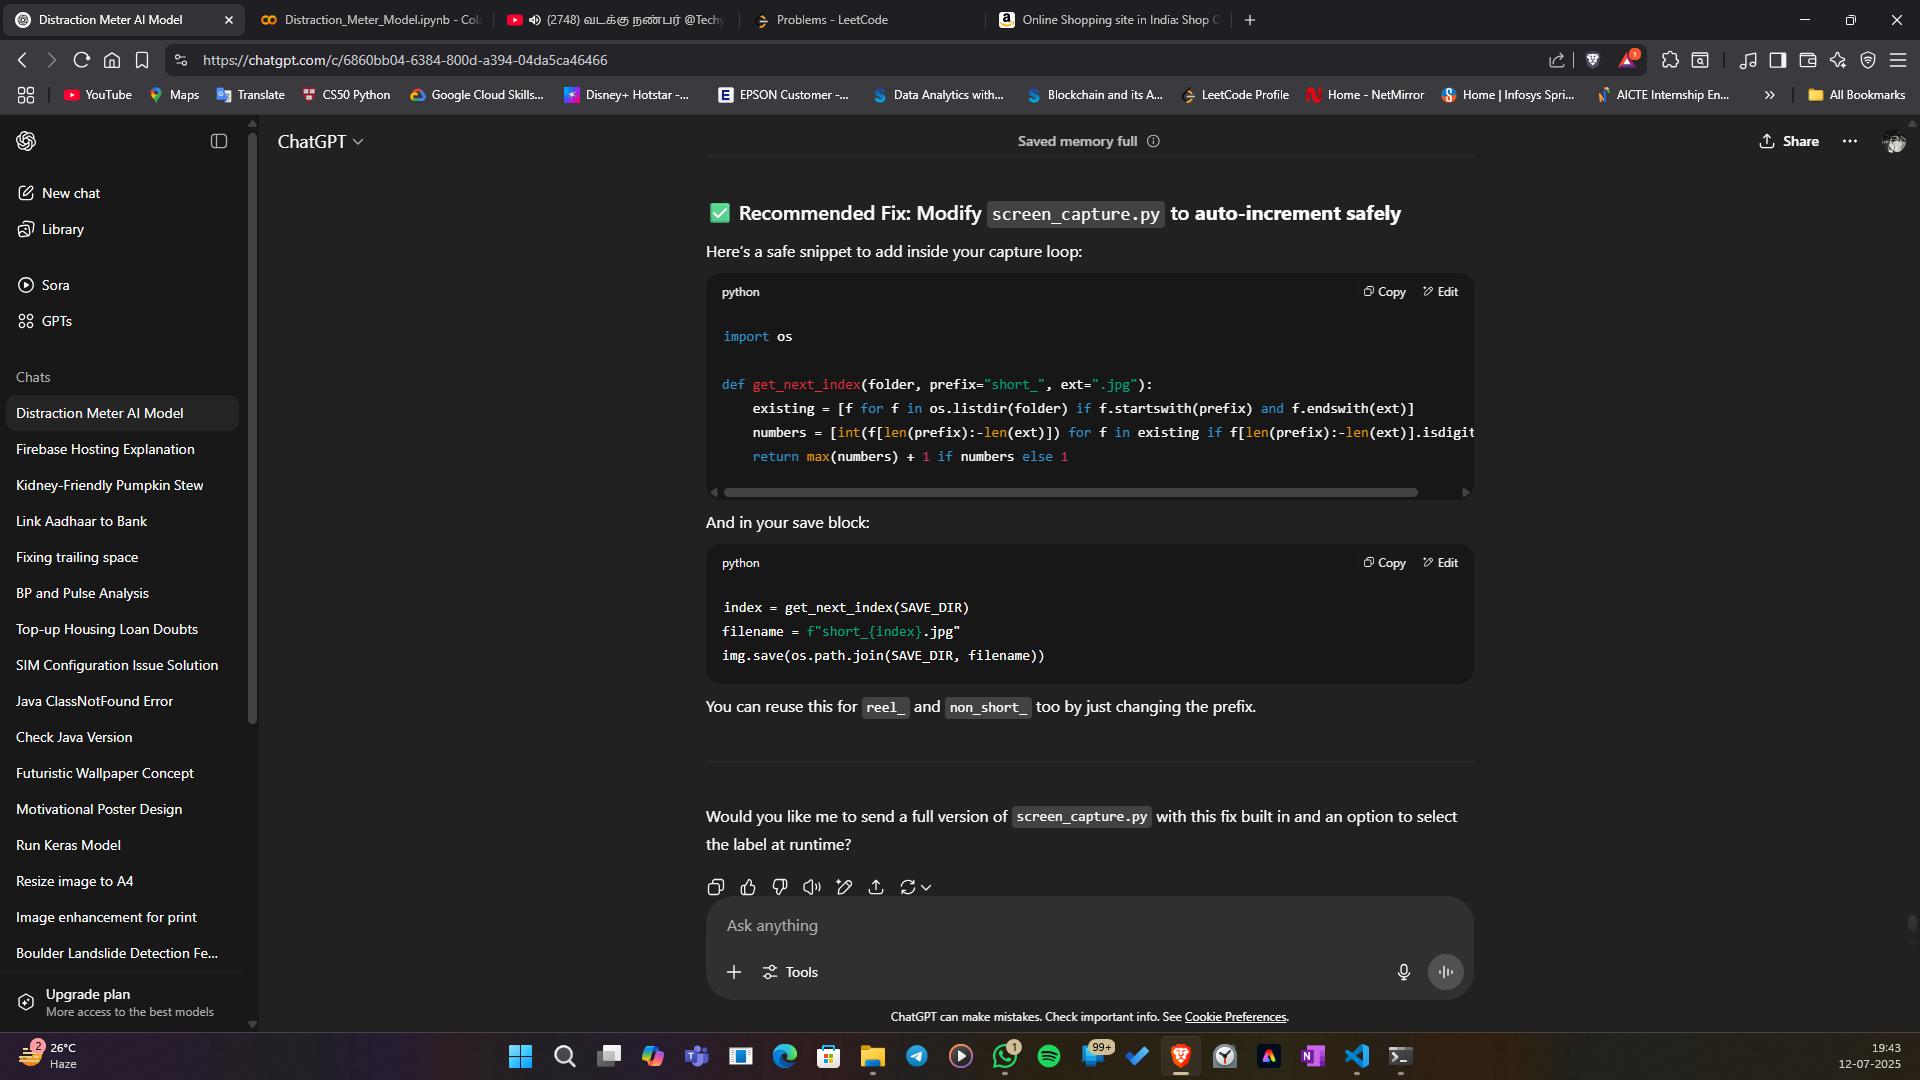 Distraction Meter AI Model
Distraction_Meter_Model.ipynb - Col
(2748) வடக்கு நண்பர் @Techy
Problems - LeetCode
Online Shopping site in India: Shop O
https://chatgpt.com/c/6860bb04-6384-800d-a394-04da5ca46466
1
YouTube
Maps
Translate
CS50 Python
Google Cloud Skills...
Disney+ Hotstar -...
EPSON Customer -...
Data Analytics with...
Blockchain and its A...
LeetCode Profile
Home - NetMirror
Home | Infosys Spri...
AICTE Internship En...
All Bookmarks
ChatGPT
Saved memory full
Share
New chat
Library
Sora
GPTs
Chats
Distraction Meter AI Model
Firebase Hosting Explanation
Kidney-Friendly Pumpkin Stew
Link Aadhaar to Bank
Fixing trailing space
BP and Pulse Analysis
Top-up Housing Loan Doubts
SIM Configuration Issue Solution
Java ClassNotFound Error
Check Java Version
Futuristic Wallpaper Concept
Motivational Poster Design
Run Keras Model
Resize image to A4
Image enhancement for print
Boulder Landslide Detection Fe...
Upgrade plan
More access to the best models
✅ Recommended Fix: Modify screen_capture.py to auto-increment safely
Here's a safe snippet to add inside your capture loop:
python
Copy
Edit
import os
def get_next_index(folder, prefix="short_", ext=".jpg"):
existing = [f for f in os.listdir(folder) if f.startswith(prefix) and f.endswith(ext)]
numbers = [int(f[len(prefix):-len(ext)]) for f in existing if f[len(prefix):-len(ext)].isdigit
return max(numbers) + 1 if numbers else 1
And in your save block:
python
Copy
Edit
index = get_next_index(SAVE_DIR)
filename = f"short_{index}.jpg"
img.save(os.path.join(SAVE_DIR, filename))
You can reuse this for reel_ and non_short_ too by just changing the prefix.
Would you like me to send a full version of screen_capture.py with this fix built in and an option to select
the label at runtime?
Ask anything
Tools
ChatGPT can make mistakes. Check important info. See Cookie Preferences.
2
26°C
Haze
1
99+
19:43
12-07-2025